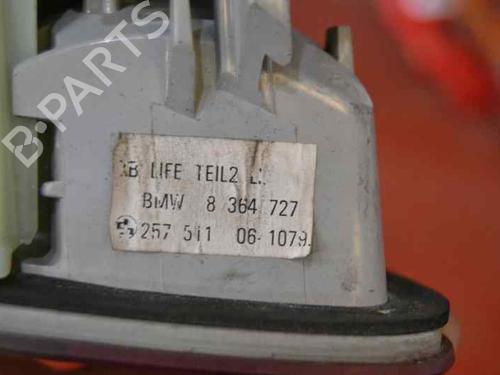 B-PARTS
LIFE TEIL2
BMW 8 364 727
257 511 06-1079